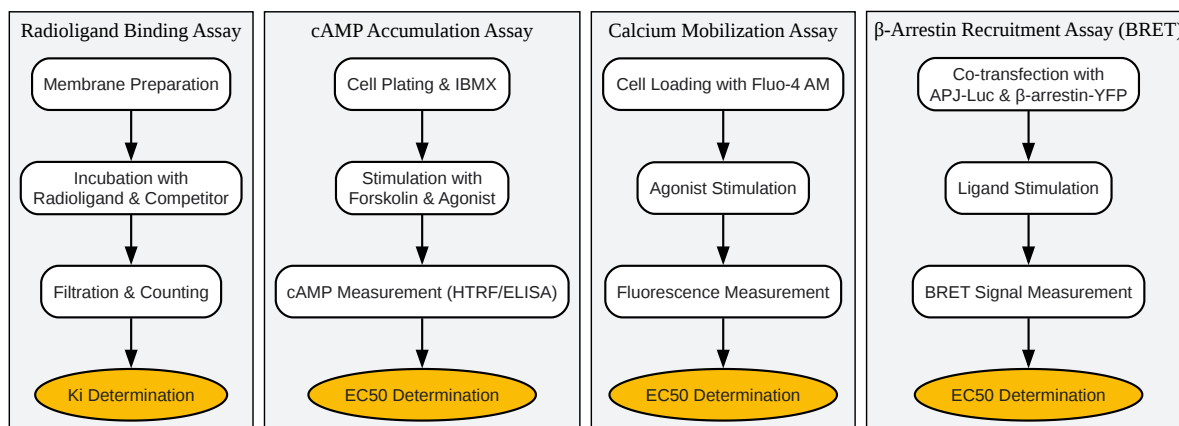 Radioligand Binding Assay
Membrane Preparation
Incubation with
Radioligand & Competitor
Filtration & Counting
Ki Determination
cAMP Accumulation Assay
Cell Plating & IBMX
Stimulation with
Forskolin & Agonist
cAMP Measurement (HTRF/ELISA)
EC50 Determination
Calcium Mobilization Assay
Cell Loading with Fluo-4 AM
Agonist Stimulation
Fluorescence Measurement
EC50 Determination
β-Arrestin Recruitment Assay (BRET)
Co-transfection with
APJ-Luc & β-arrestin-YFP
Ligand Stimulation
BRET Signal Measurement
EC50 Determination